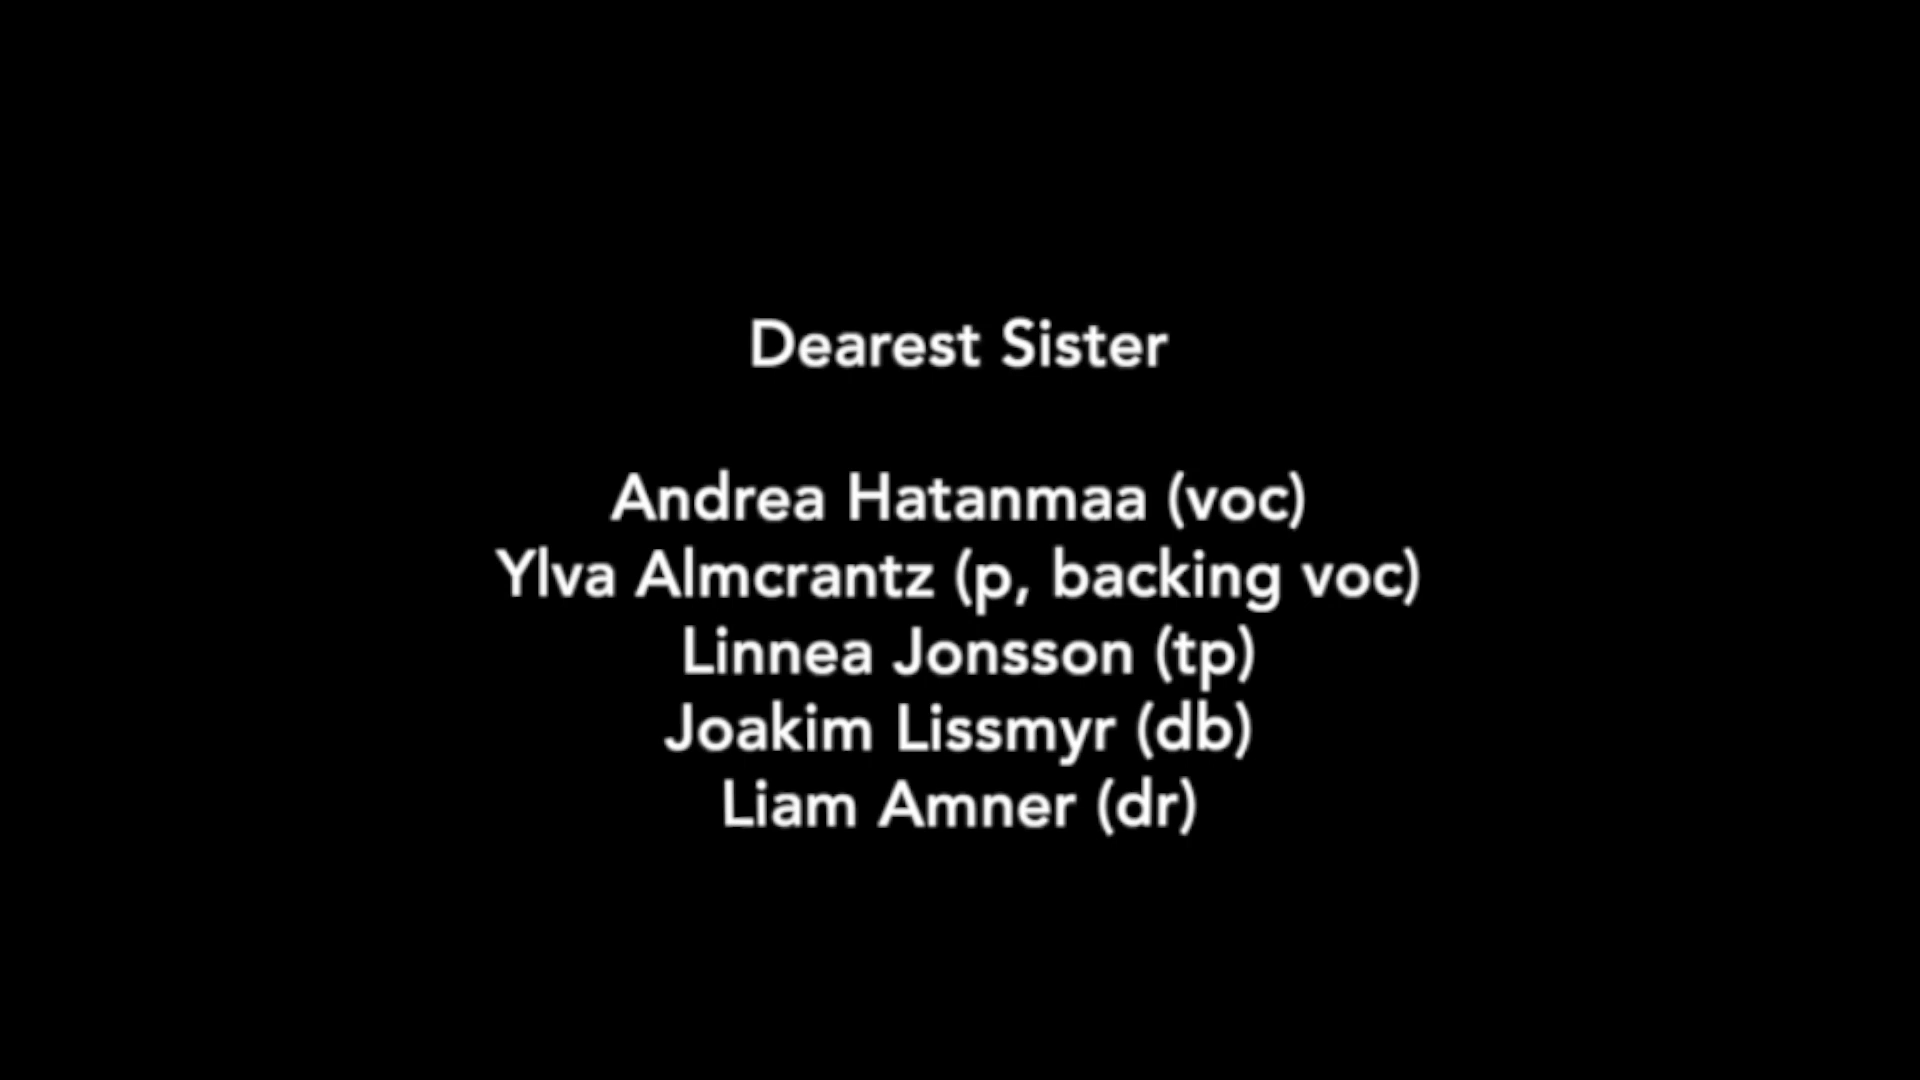 Dearest Sister
Andrea Hatanmaa (voc)
Ylva Almcrantz (p, backing voc)
Linnea Jonsson (tp)
Joakim Lissmyr (db)
Liam Amner (dr)